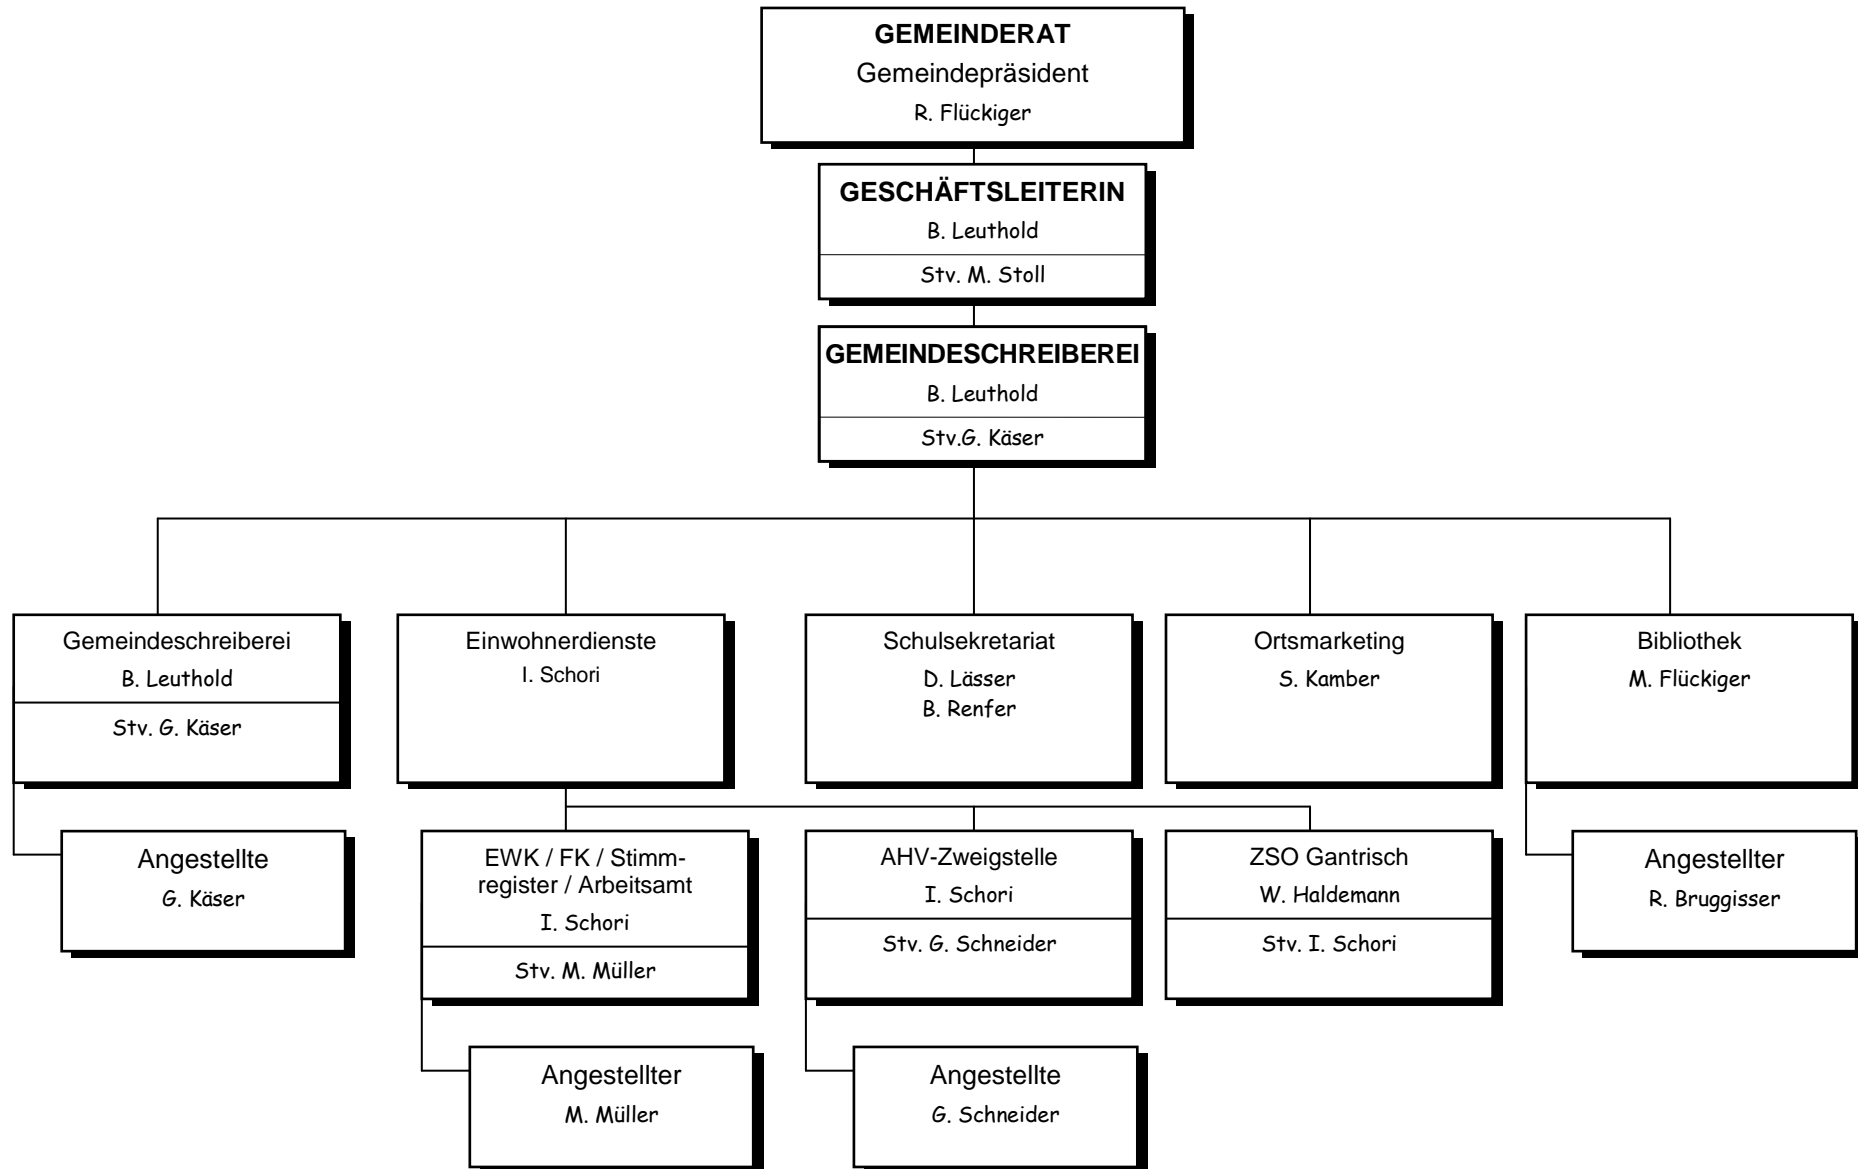 GEMEINDERAT
Gemeindepräsident
R. Flückiger
GESCHÄFTSLEITERIN
B. Leuthold
Stv. M. Stoll
GEMEINDESCHREIBEREI
B. Leuthold
Stv.G. Käser
Gemeindeschreiberei
B. Leuthold
Stv. G. Käser
Einwohnerdienste
I. Schori
Schulsekretariat
D. Lässer
B. Renfer
Ortsmarketing
S. Kamber
Bibliothek
M. Flückiger
Angestellte
G. Käser
EWK / FK / Stimm-
register / Arbeitsamt
I. Schori
Stv. M. Müller
AHV-Zweigstelle
I. Schori
Stv. G. Schneider
ZSO Gantrisch
W. Haldemann
Stv. I. Schori
Angestellter
R. Bruggisser
Angestellter
M. Müller
Angestellte
G. Schneider